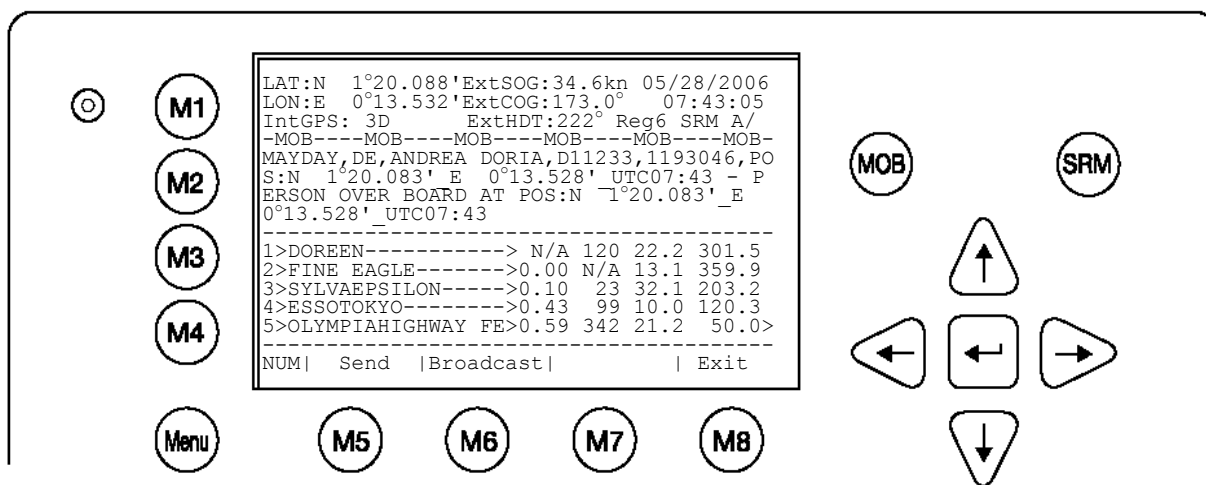 LAT:N 1°20.088'ExtSOG:34.6kn 05/28/2006
LON:E 0°13.532'ExtCOG:173.0° 07:43:05
IntGPS: 3D ExtHDT:222° Reg6 SRM A/
-MOB----MOB----MOB----MOB----MOB----MOB-
MAYDAY,DE,ANDREA DORIA,D11233,1193046,PO
S:N 1°20.083'_E 0°13.528'_UTC07:43 - P
ERSON OVER BOARD AT POS:N 1°20.083'_E
0°13.528'_UTC07:43
----------------------------------------
1>DOREEN-----------> N/A 120 22.2 301.5
2>FINE EAGLE------->0.00 N/A 13.1 359.9
3>SYLVAEPSILON----->0.10 23 32.1 203.2
4>ESSOTOKYO-------->0.43 99 10.0 120.3
5>OLYMPIAHIGHWAY FE>0.59 342 21.2 50.0>
----------------------------------------
NUM| Send |Broadcast| | Exit
M1
M2
M3
M4
Menu
M5
M6
M7
M8
MOB
SRM